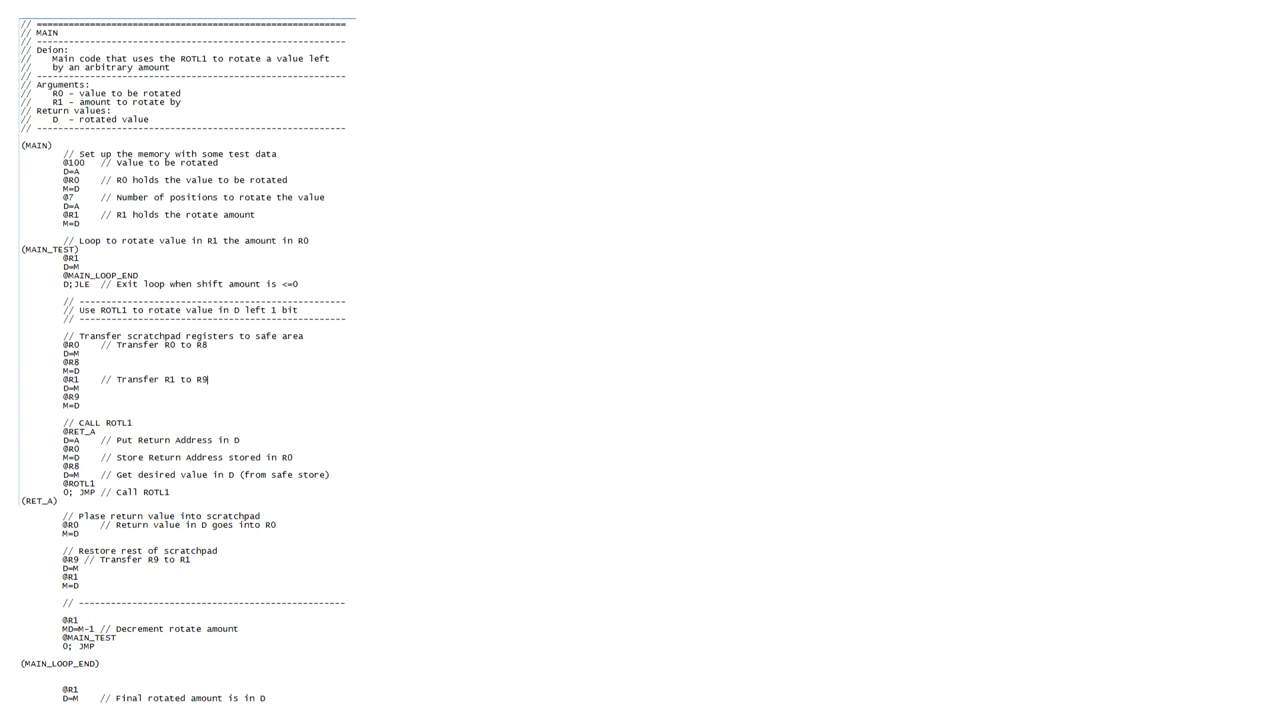 // ==========================================================
// MAIN
// ----------------------------------------------------------
// Deion:
//    Main code that uses the ROTL1 to rotate a value left
//    by an arbitrary amount
// ----------------------------------------------------------
// Arguments:
//    R0 - value to be rotated
//    R1 - amount to rotate by
// Return values:
//    D  - rotated value
// ----------------------------------------------------------
(MAIN)
        // Set up the memory with some test data
        @100   // Value to be rotated
        D=A
        @R0    // R0 holds the value to be rotated
        M=D
        @7     // Number of positions to rotate the value
        D=A
        @R1    // R1 holds the rotate amount
        M=D
        // Loop to rotate value in R1 the amount in R0
(MAIN_TEST)
        @R1
        D=M
        @MAIN_LOOP_END
        D;JLE  // Exit loop when shift amount is <=0
        // --------------------------------------------------
        // Use ROTL1 to rotate value in D left 1 bit
        // --------------------------------------------------
        // Transfer scratchpad registers to safe area
        @R0    // Transfer R0 to R8
        D=M
        @R8
        M=D
        @R1    // Transfer R1 to R9
        D=M
        @R9
        M=D
        // CALL ROTL1
        @RET_A
        D=A    // Put Return Address in D
        @R0
        M=D    // Store Return Address stored in R0
        @R8
        D=M    // Get desired value in D (from safe store)
        @ROTL1
        0; JMP // Call ROTL1
(RET_A)
        // Plase return value into scratchpad
        @R0    // Return value in D goes into R0
        M=D
        // Restore rest of scratchpad
        @R9 // Transfer R9 to R1
        D=M
        @R1
        M=D
        // --------------------------------------------------
        @R1
        MD=M-1 // Decrement rotate amount
        @MAIN_TEST
        0; JMP
(MAIN_LOOP_END)
        @R1
        D=M    // Final rotated amount is in D